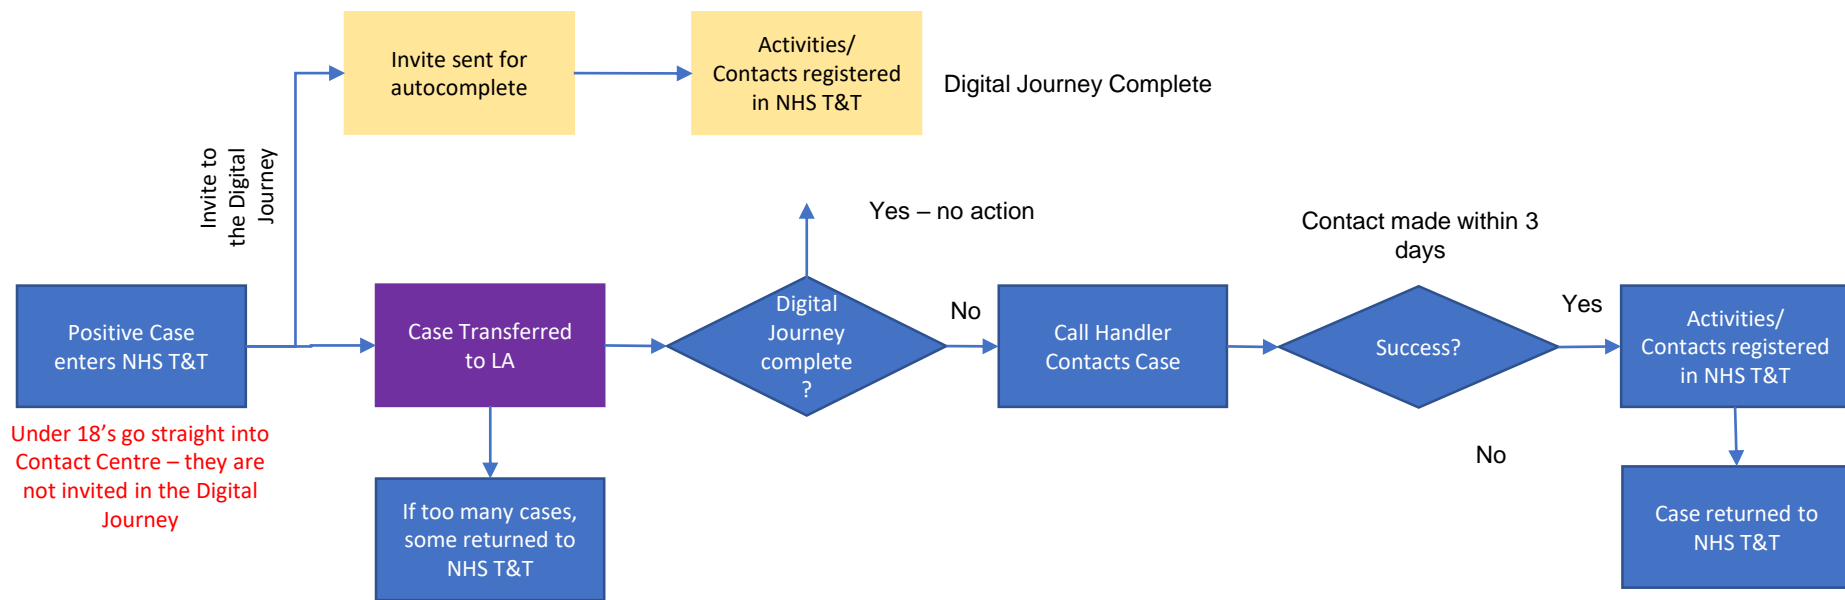 Invite sent for
autocomplete
Activities/
Contacts registered
in NHS T&T
Digital Journey Complete
Invite to
the Digital
Journey
Yes – no action
Contact made within 3
days
Positive Case
enters NHS T&T
Case Transferred
to LA
Digital
Journey
complete
?
No
Call Handler
Contacts Case
Success?
Yes
Activities/
Contacts registered
in NHS T&T
Under 18’s go straight into
Contact Centre – they are
not invited in the Digital
Journey
If too many cases,
some returned to
NHS T&T
No
Case returned to
NHS T&T